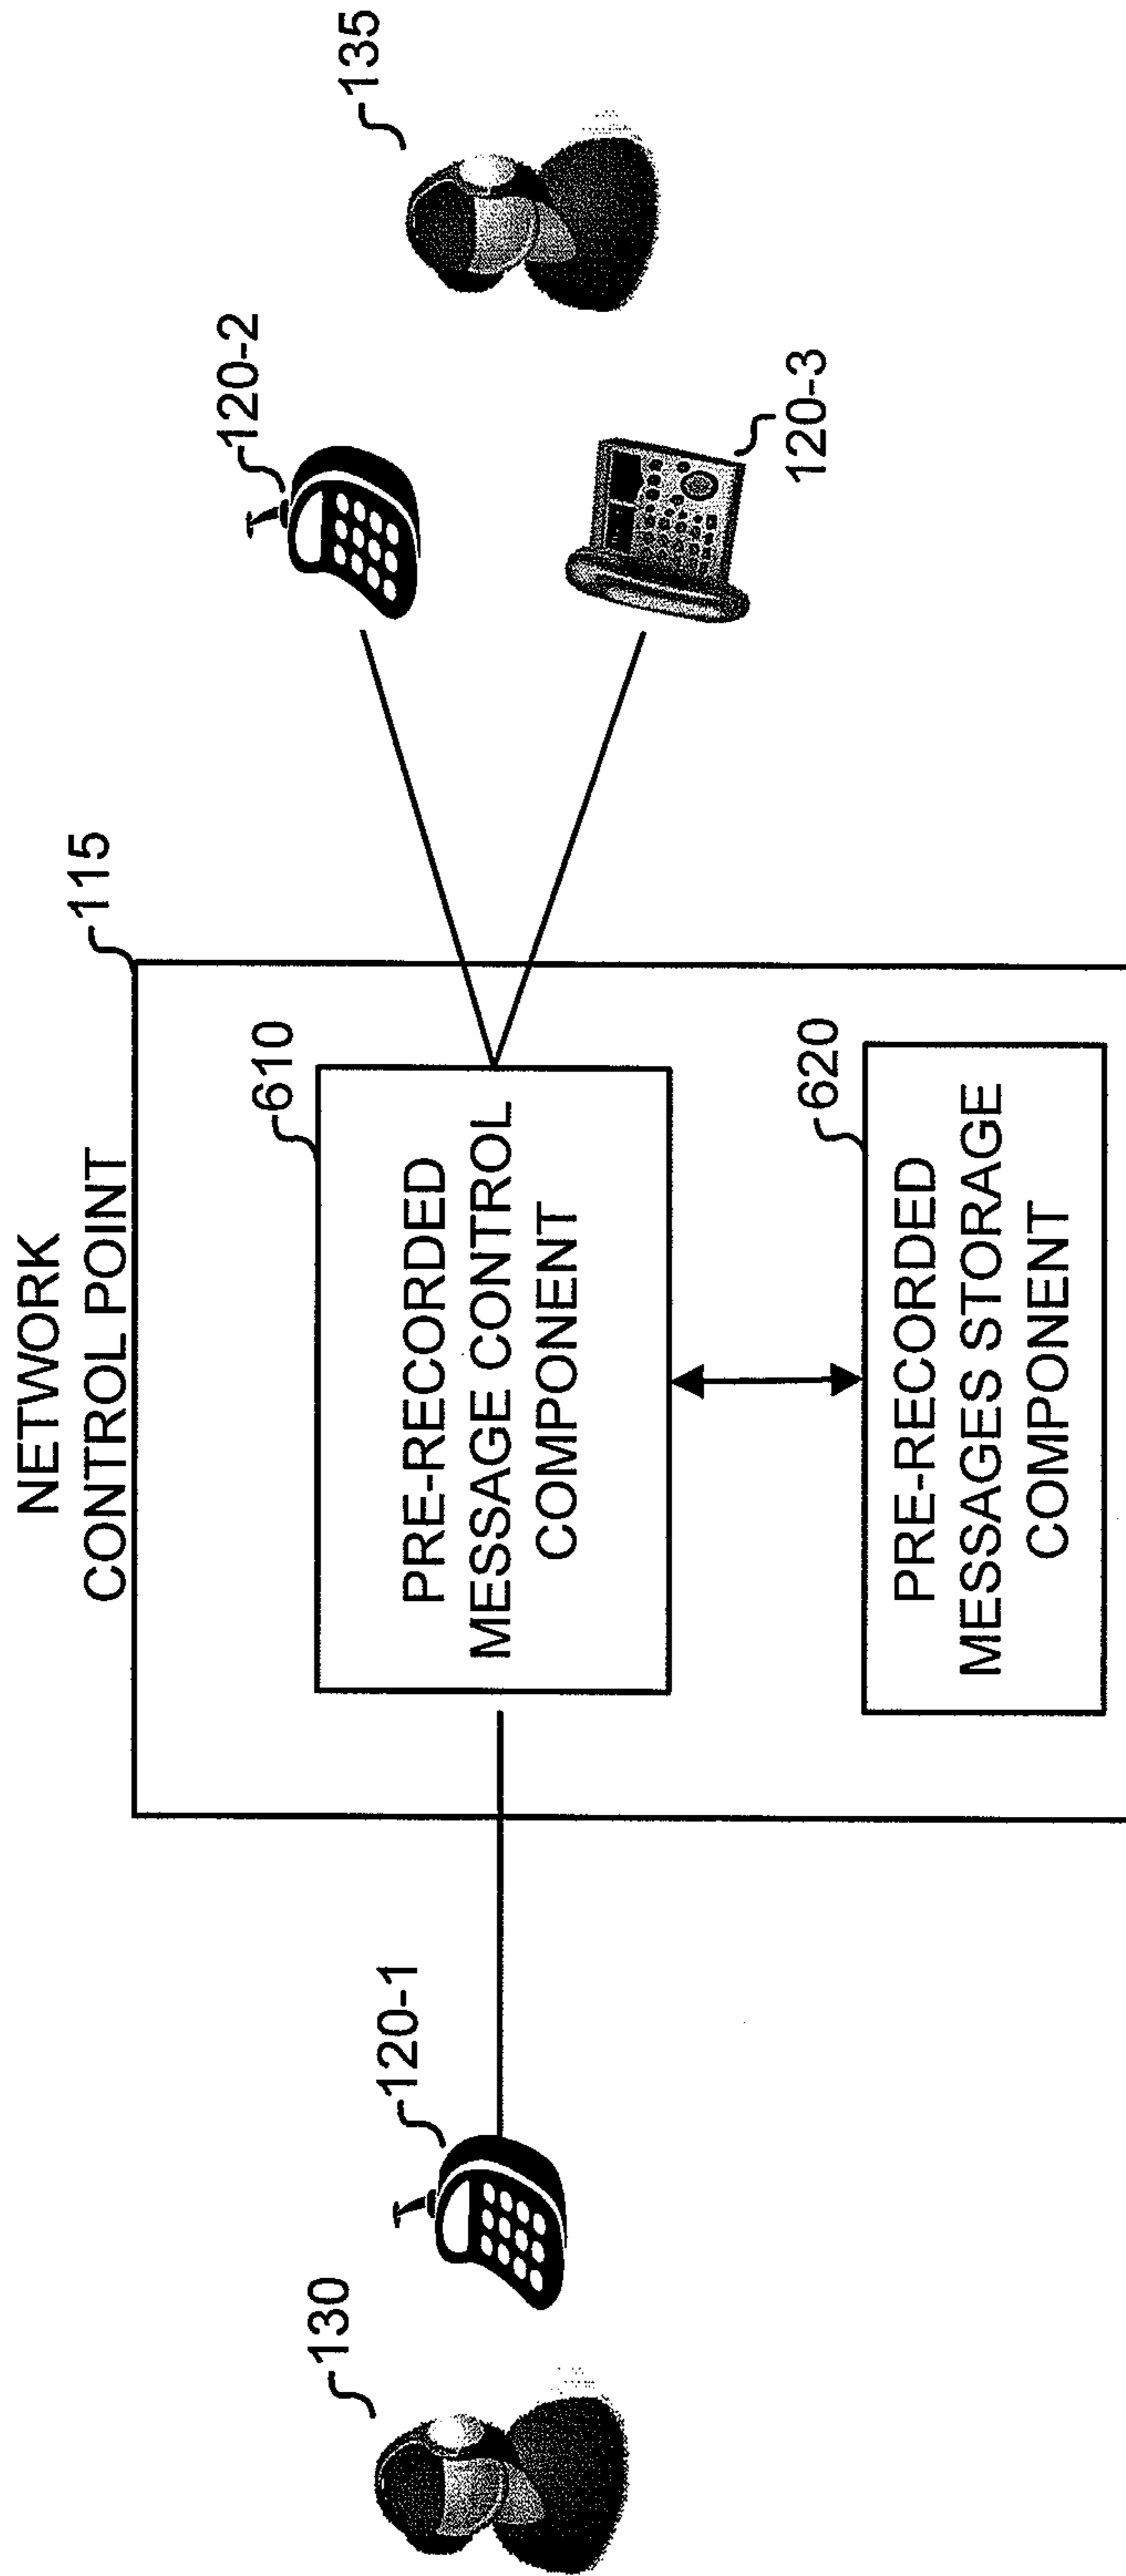 NETWORK
CONTROL POINT
115
610
PRE-RECORDED
MESSAGE CONTROL
COMPONENT
620
PRE-RECORDED
MESSAGES STORAGE
COMPONENT
130
120-1
120-2
120-3
135